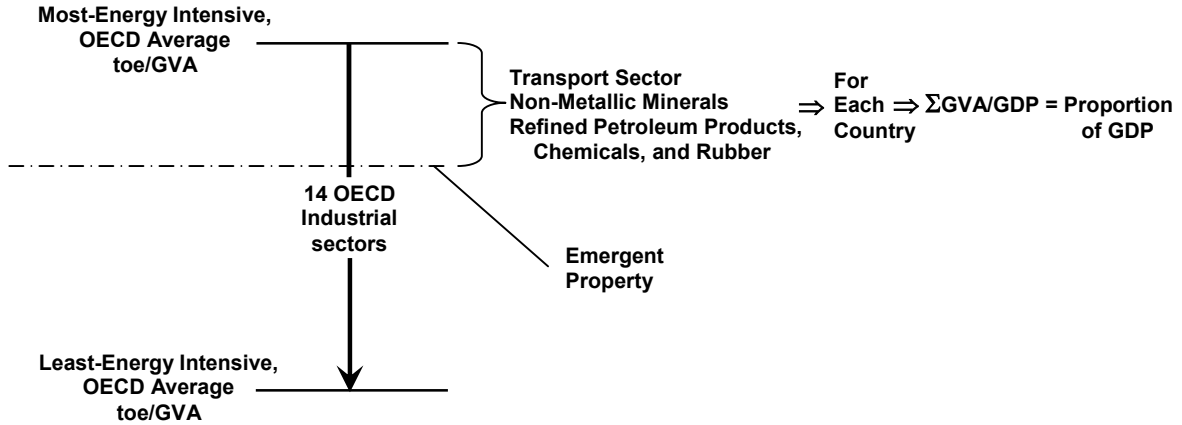 Most-Energy Intensive,
OECD Average
toe/GVA
Transport Sector
Non-Metallic Minerals
Refined Petroleum Products,
Chemicals, and Rubber
⇒
For
Each
Country
⇒ ΣGVA/GDP = Proportion
of GDP
14 OECD
Industrial
sectors
Emergent
Property
Least-Energy Intensive,
OECD Average
toe/GVA